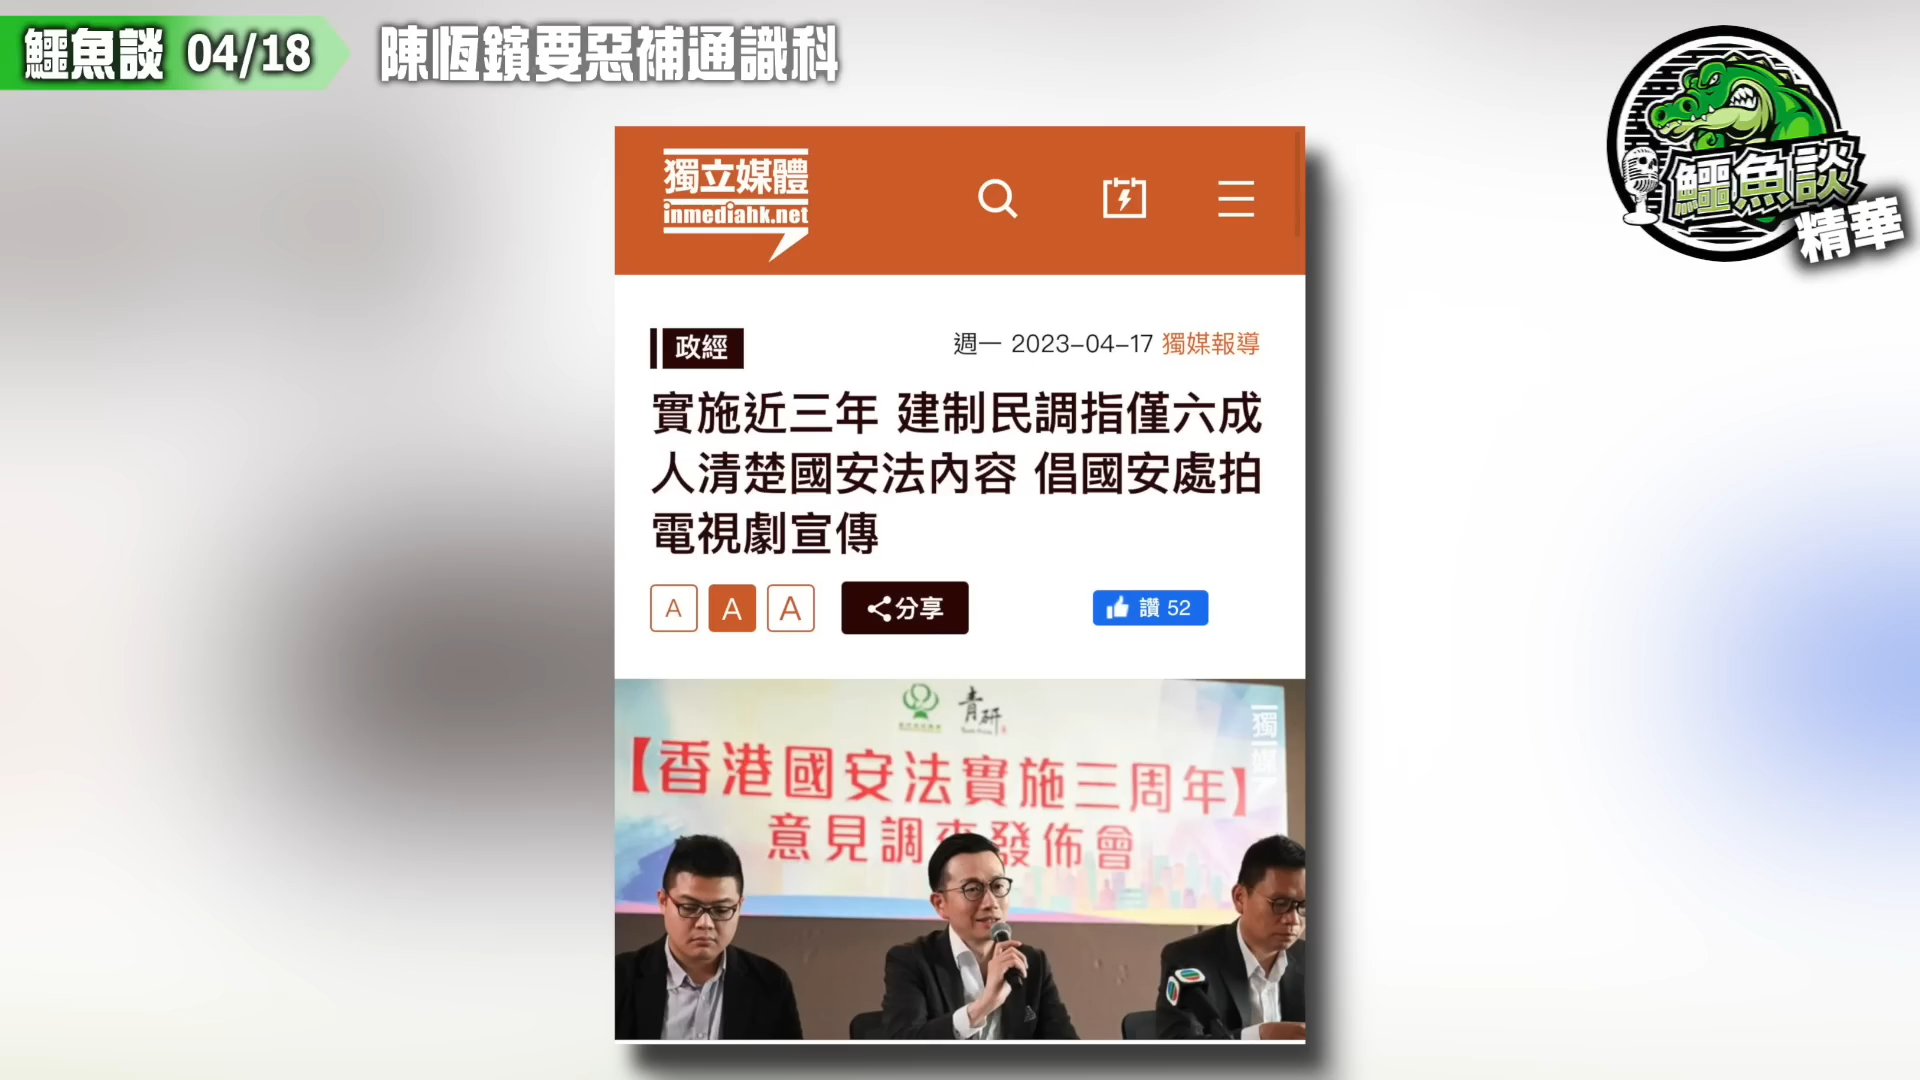 鱷魚談 04/18
陳恆鑌要惡補通識科
鱷魚談
精華
獨立媒體
inmediahk.net
政經
週一 2023-04-17 獨媒報導
實施近三年 建制民調指僅六成
人清楚國安法內容 倡國安處拍
電視劇宣傳
A A A
分享
讚 52
青研
獨媒
【香港國安法實施三周年】
意見調查發佈會